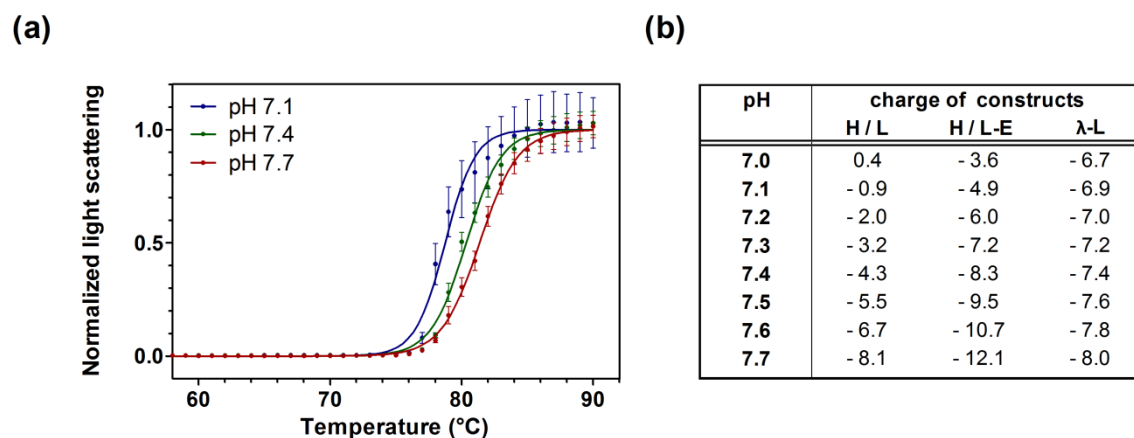 (a)
(b)
pH 7.1
pH 7.4
pH 7.7
Normalized light scattering
1.0
0.5
0.0
60 70 80 90
Temperature (°C)
pH charge of constructs
H / L H / L-E λ-L
7.0 0.4 - 3.6 - 6.7
7.1 - 0.9 - 4.9 - 6.9
7.2 - 2.0 - 6.0 - 7.0
7.3 - 3.2 - 7.2 - 7.2
7.4 - 4.3 - 8.3 - 7.4
7.5 - 5.5 - 9.5 - 7.6
7.6 - 6.7 - 10.7 - 7.8
7.7 - 8.1 - 12.1 - 8.0